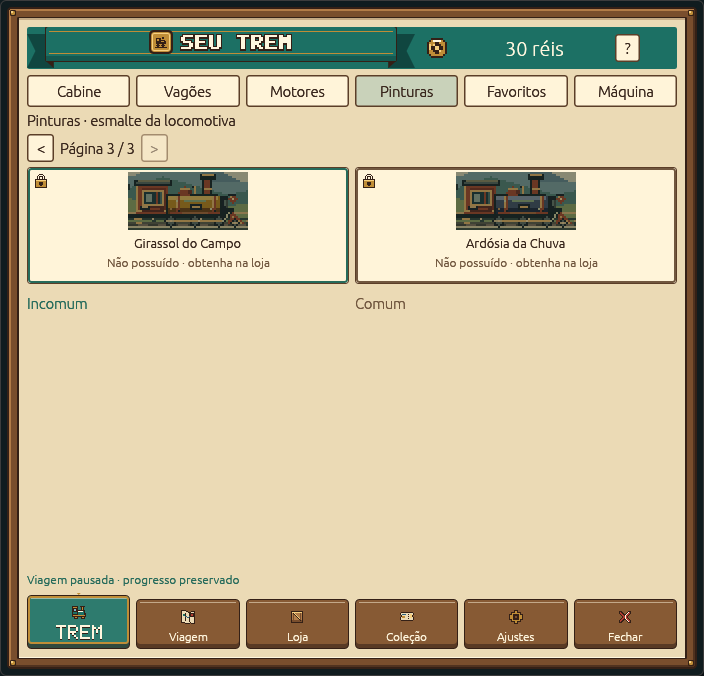 SEU TREM
30 réis
?
Cabine
Vagões
Motores
Pinturas
Favoritos
Máquina
Pinturas · esmalte da locomotiva
< Página 3 / 3 >
Girassol do Campo
Não possuído · obtenha na loja
Ardósia da Chuva
Não possuído · obtenha na loja
Incomum
Comum
Viagem pausada · progresso preservado
TREM
Viagem
Loja
Coleção
Ajustes
Fechar